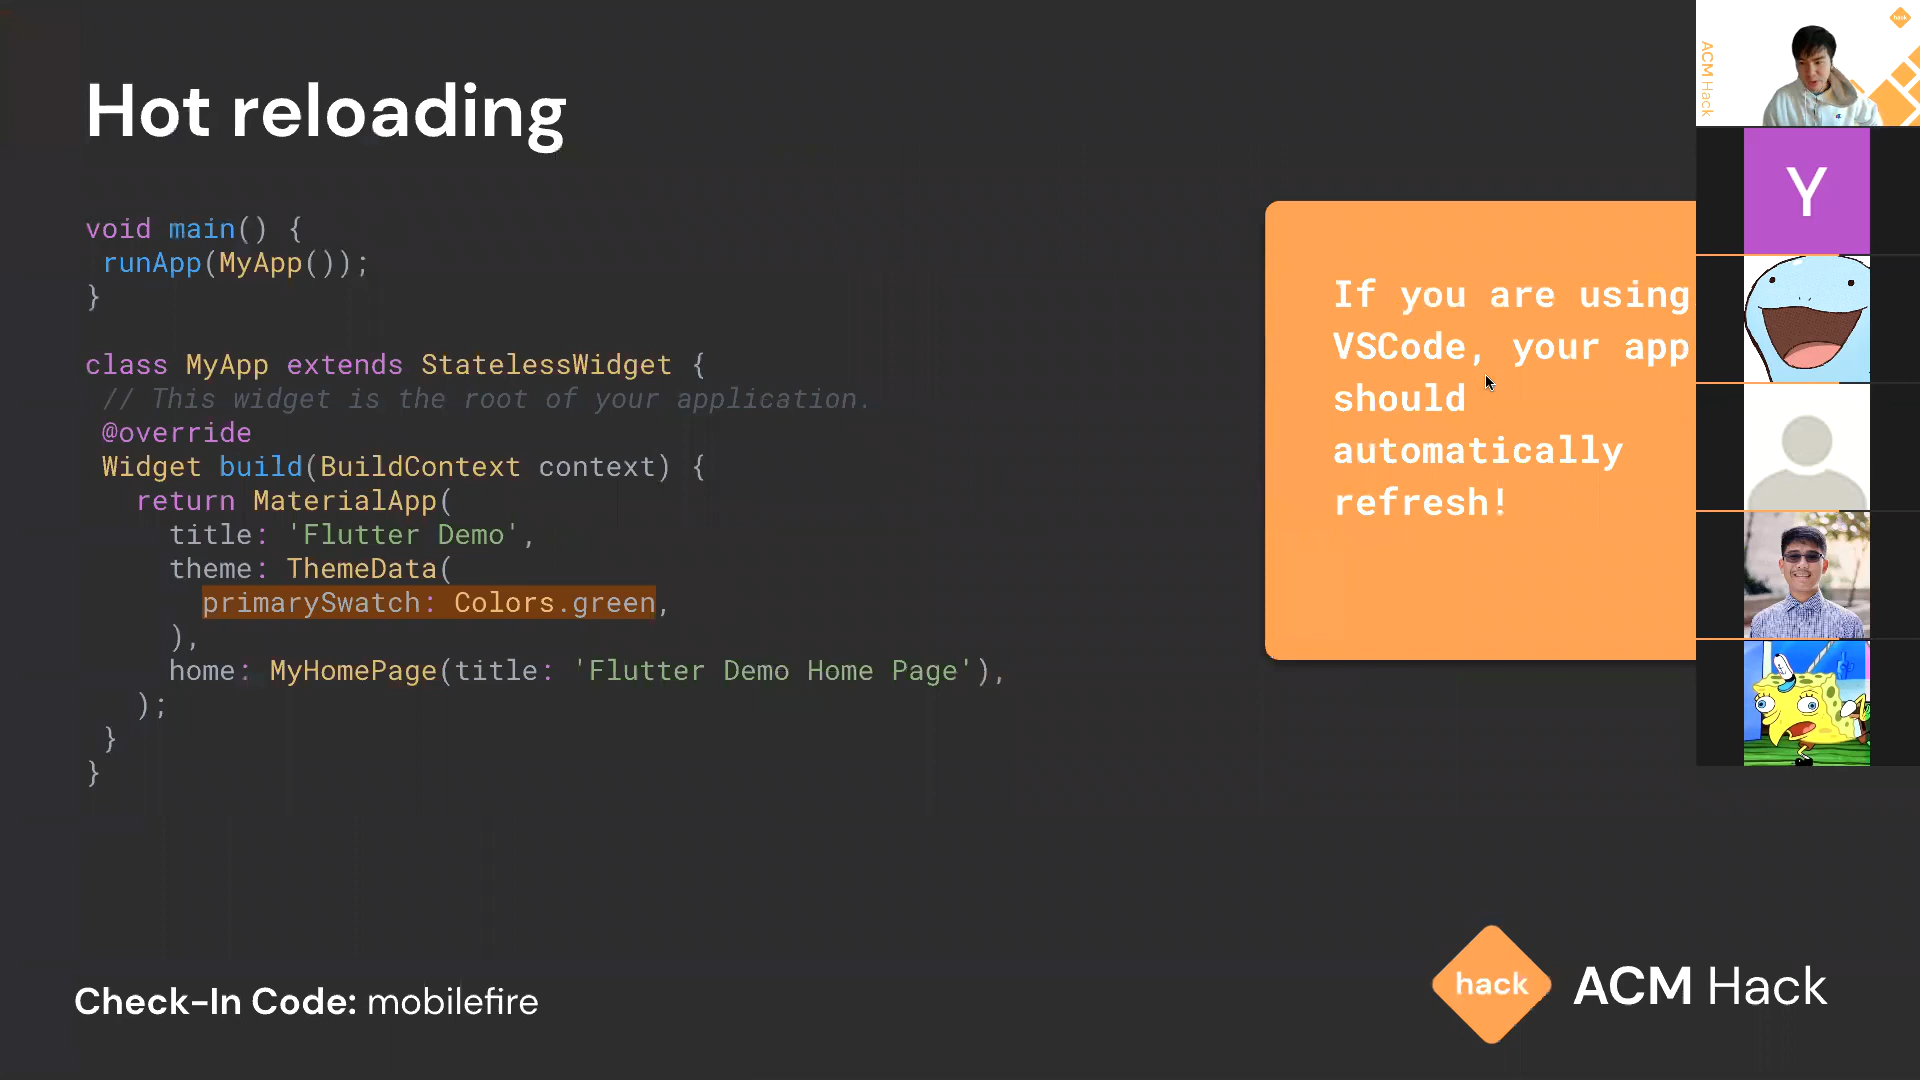 Hot reloading
void main() {
runApp(MyApp());
}
class MyApp extends StatelessWidget {
// This widget is the root of your application.
@override
Widget build(BuildContext context) {
return MaterialApp(
title: 'Flutter Demo',
theme: ThemeData(
primarySwatch: Colors.green,
),
home: MyHomePage(title: 'Flutter Demo Home Page'),
);
}
}
If you are using
VSCode, your app
should
automatically
refresh!
Check-In Code: mobilefire
hack
ACM Hack
ACM Hack
hack
Y